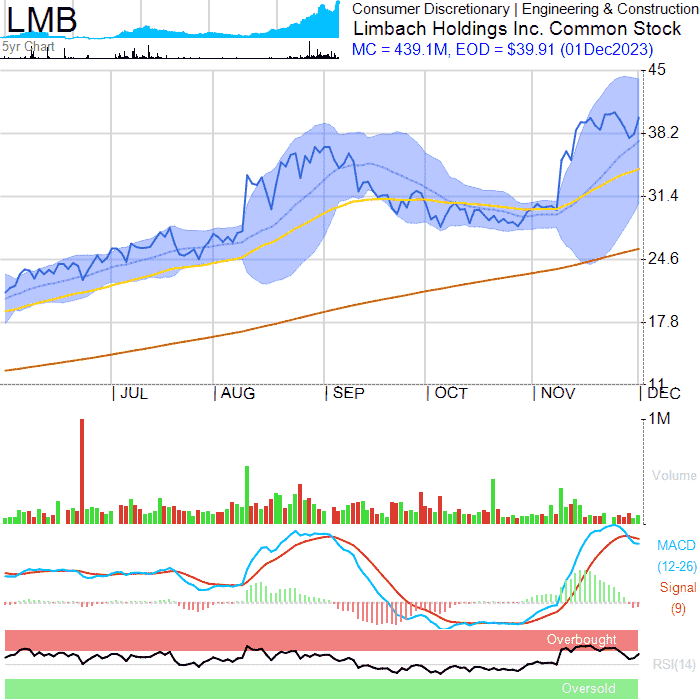 LMB
5yr Chart
Consumer Discretionary | Engineering & Construction
Limbach Holdings Inc. Common Stock
MC = 439.1M, EOD = $39.91 (01Dec2023)
45
38.2
31.4
24.6
17.8
11
JUL AUG SEP OCT NOV DEC
1M
Volume
MACD
(12-26)
Signal
(9)
Overbought
RSI(14)
Oversold